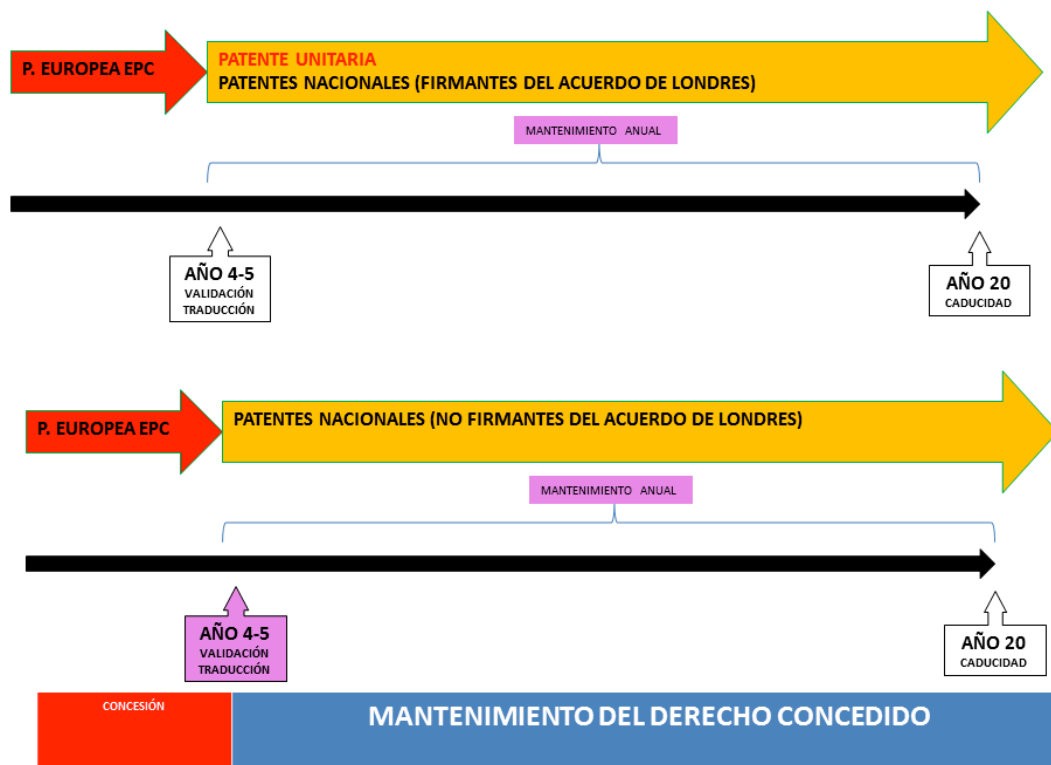 P. EUROPEA EPC
PATENTE UNITARIA
PATENTES NACIONALES (FIRMANTES DEL ACUERDO DE LONDRES)
MANTENIMIENTO ANUAL
AÑO 4-5
VALIDACIÓN
TRADUCCIÓN
AÑO 20
CADUCIDAD
P. EUROPEA EPC
PATENTES NACIONALES (NO FIRMANTES DEL ACUERDO DE LONDRES)
MANTENIMIENTO ANUAL
AÑO 4-5
VALIDACIÓN
TRADUCCIÓN
AÑO 20
CADUCIDAD
CONCESIÓN
MANTENIMIENTO DEL DERECHO CONCEDIDO